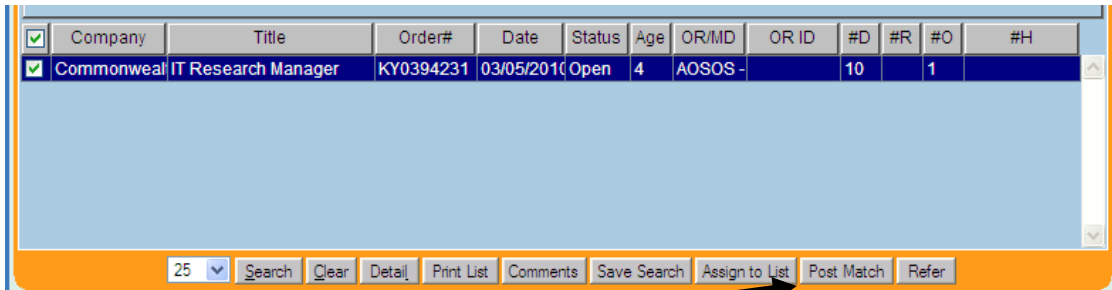 Company Title Order# Date Status Age OR/MD OR ID #D #R #O #H
Commonweal IT Research Manager KY0394231 03/05/2010 Open 4 AOSOS - 10 1
25 Search Clear Detail Print List Comments Save Search Assign to List Post Match Refer